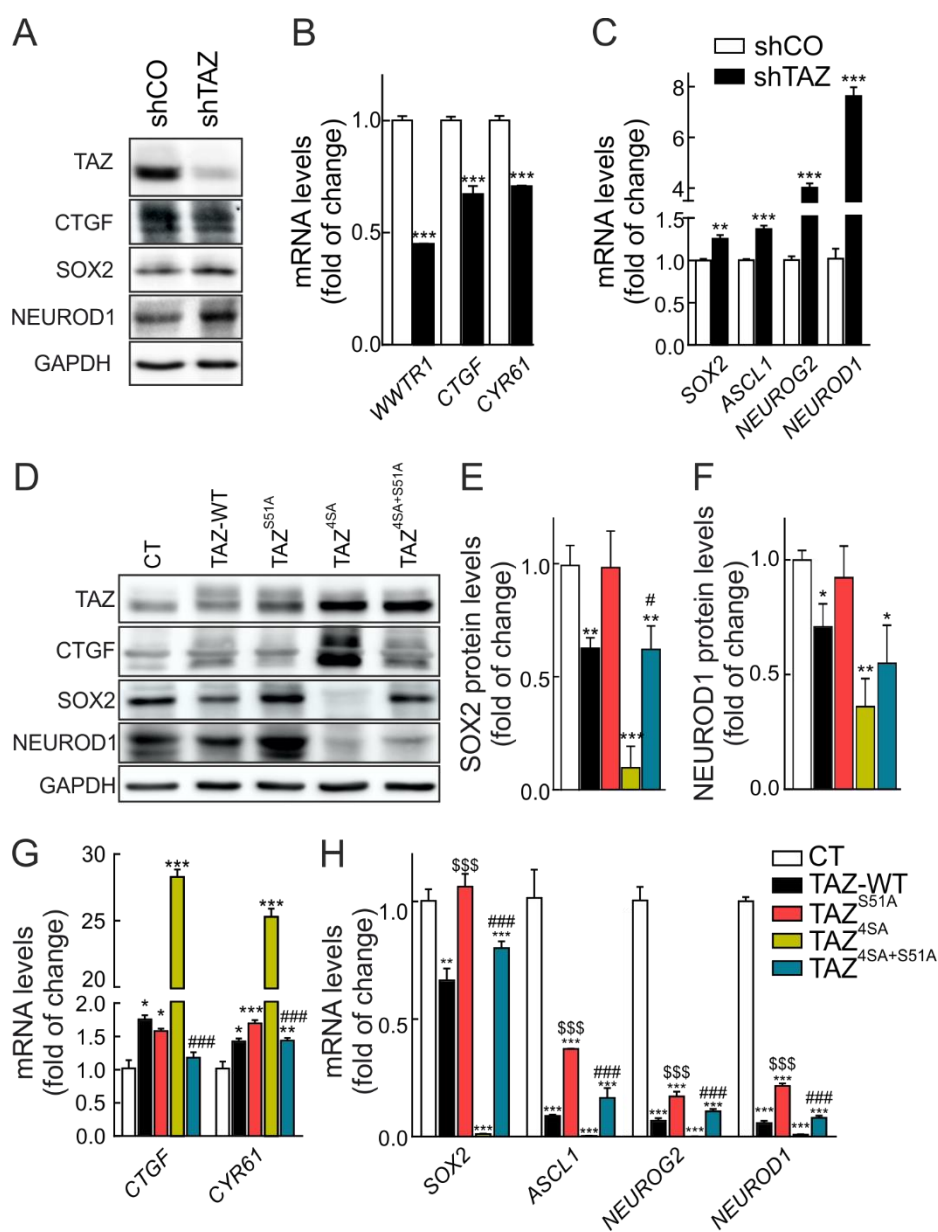 A
shCO
shTAZ
TAZ
CTGF
SOX2
NEUROD1
GAPDH
B
mRNA levels
(fold of change)
1.0
0.5
0.0
***
***
***
WWTR1
CTGF
CYR61
C
shCO
shTAZ
mRNA levels
(fold of change)
8
6
4
1.5
1.0
0.5
0.0
**
***
***
***
SOX2
ASCL1
NEUROG2
NEUROD1
D
CT
TAZ-WT
TAZS51A
TAZ4SA
TAZ4SA+S51A
TAZ
CTGF
SOX2
NEUROD1
GAPDH
E
SOX2 protein levels
(fold of change)
1.0
0.5
0.0
**
***
#
**
F
NEUROD1 protein levels
(fold of change)
1.0
0.5
0.0
*
**
*
G
mRNA levels
(fold of change)
30
25
20
2.0
1.5
1.0
0.5
0.0
*
*
***
###
*
***
***
###
**
CTGF
CYR61
H
mRNA levels
(fold of change)
1.0
0.5
0.0
**
$$$
***
###
***
***
$$$
***
***
###
***
***
$$$
***
***
###
***
***
$$$
***
***
###
***
SOX2
ASCL1
NEUROG2
NEUROD1
CT
TAZ-WT
TAZS51A
TAZ4SA
TAZ4SA+S51A